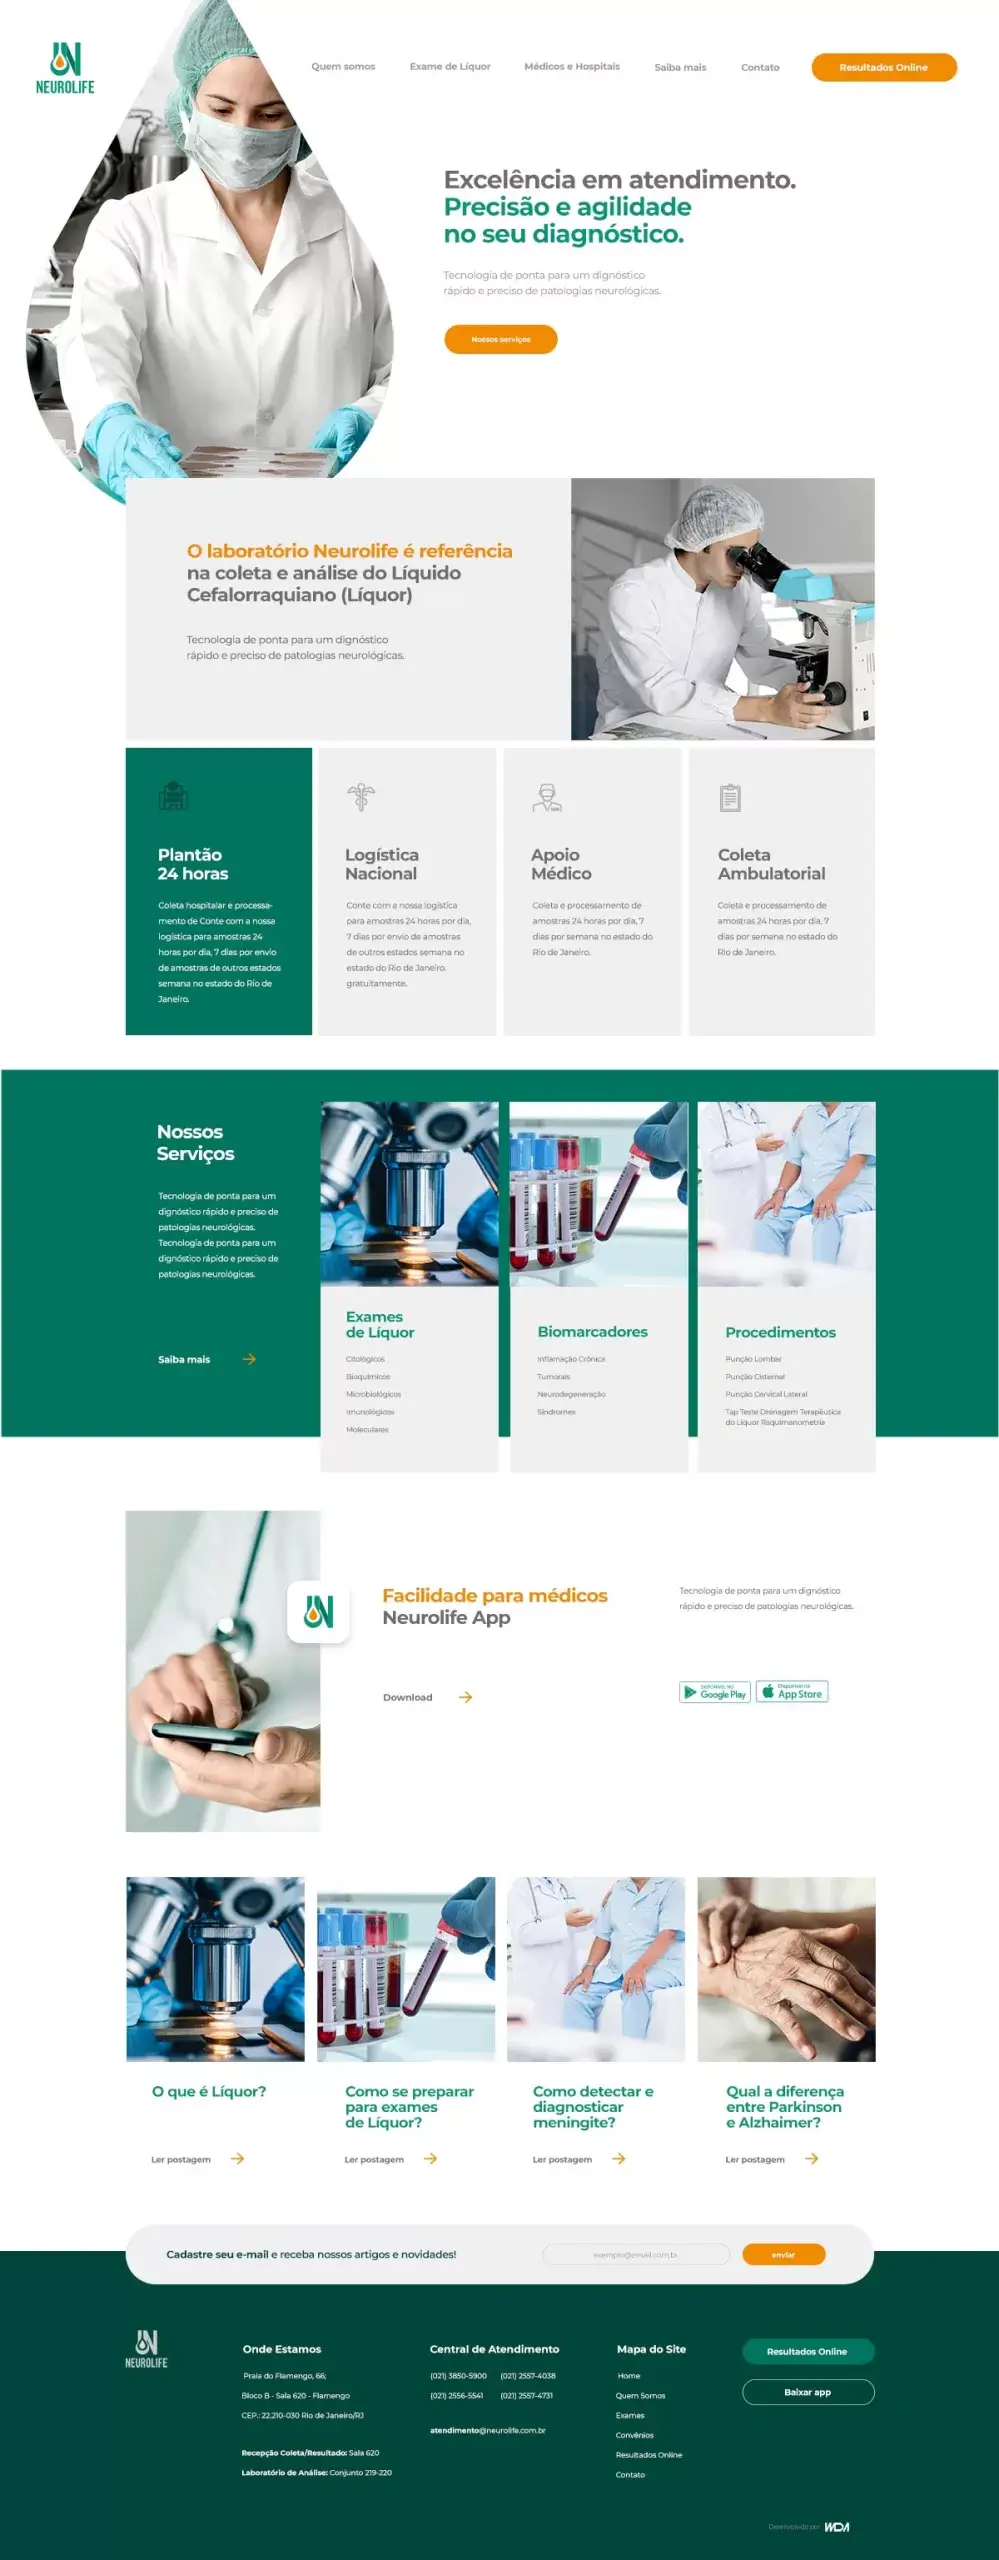 NEUROLIFE
Quem somos
Exame de Líquor
Médicos e Hospitais
Saiba mais
Contato
Resultados Online
Excelência em atendimento.
Precisão e agilidade
no seu diagnóstico.
Tecnologia de ponta para um dignóstico
rápido e preciso de patologias neurológicas.
Nossos serviços
O laboratório Neurolife é referência
na coleta e análise do Líquido
Cefalorraquiano (Líquor)
Tecnologia de ponta para um dignóstico
rápido e preciso de patologias neurológicas.
Plantão
24 horas
Coleta hospitalar e processa-
mento de Conte com a nossa
logística para amostras 24
horas por dia, 7 dias por envio
de amostras de outros estados
semana no estado do Rio de
Janeiro.
Logística
Nacional
Conte com a nossa logística
para amostras 24 horas por dia,
7 dias por envio de amostras
de outros estados semana no
estado do Rio de Janeiro.
gratuitamente.
Apoio
Médico
Coleta e processamento de
amostras 24 horas por dia, 7
dias por semana no estado do
Rio de Janeiro.
Coleta
Ambulatorial
Coleta e processamento de
amostras 24 horas por dia, 7
dias por semana no estado do
Rio de Janeiro.
Nossos
Serviços
Tecnologia de ponta para um
dignóstico rápido e preciso de
patologias neurológicas.
Tecnologia de ponta para um
dignóstico rápido e preciso de
patologias neurológicas.
Saiba mais
Exames
de Líquor
Citológicos
Bioquímicos
Microbiológicos
Imunológicos
Moleculares
Biomarcadores
Inflamação Crônica
Tumorais
Neurodegeneração
Síndromes
Procedimentos
Punção Lombar
Punção Cisternal
Punção Cervical Lateral
Tap Teste Drenagem Terapêutica
do Líquor Raquimanometria
Facilidade para médicos
Neurolife App
Download
Tecnologia de ponta para um dignóstico
rápido e preciso de patologias neurológicas.
DISPONÍVEL NO
Google Play
Disponível na
App Store
O que é Líquor?
Ler postagem
Como se preparar
para exames
de Líquor?
Ler postagem
Como detectar e
diagnosticar
meningite?
Ler postagem
Qual a diferença
entre Parkinson
e Alzhaimer?
Ler postagem
Cadastre seu e-mail e receba nossos artigos e novidades!
exemplo@email.com.br
enviar
NEUROLIFE
Onde Estamos
Praia do Flamengo, 66;
Bloco B - Sala 620 - Flamengo
CEP.: 22.210-030 Rio de Janeiro/RJ
Recepção Coleta/Resultado: Sala 620
Laboratório de Análise: Conjunto 219-220
Central de Atendimento
(021) 3850-5900 (021) 2557-4038
(021) 2556-5541 (021) 2557-4731
atendimento@neurolife.com.br
Mapa do Site
Home
Quem Somos
Exames
Convênios
Resultados Online
Contato
Resultados Online
Baixar app
Desenvolvido por WDA